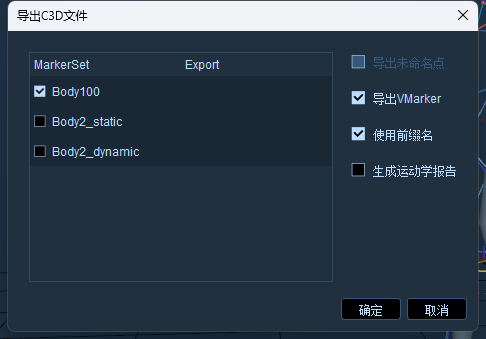 导出C3D文件
MarkerSet Export
Body100
Body2_static
Body2_dynamic
导出未命名点
导出VMarker
使用前缀名
生成运动学报告
确定 取消